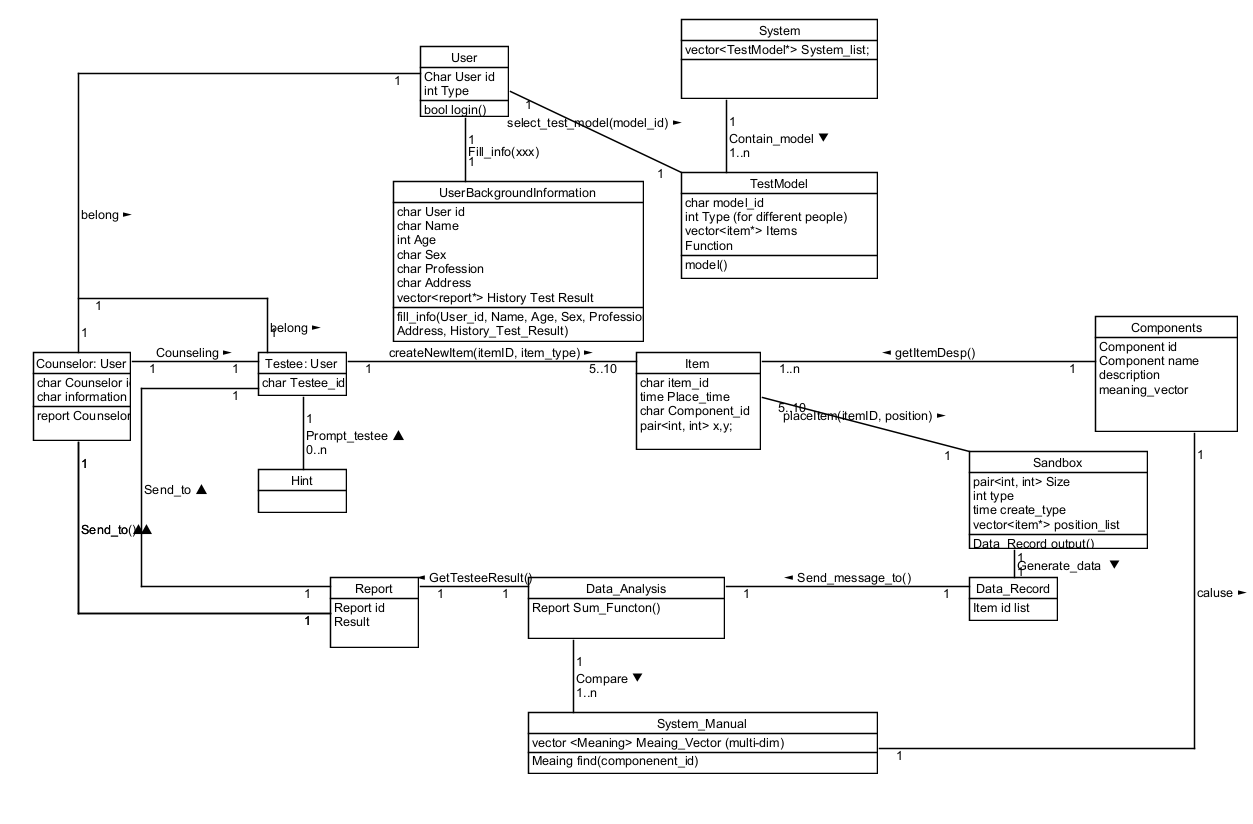 System
vector<TestModel*> System_list;
User
Char User id
int Type
bool login()
1
1
select_test_model(model_id) ►
1
1
Contain_model ▼
1..n
1
Fill_info(xxx)
1
UserBackgroundInformation
char User id
char Name
int Age
char Sex
char Profession
char Address
vector<report*> History Test Result
fill_info(User_id, Name, Age, Sex, Professio
Address, History_Test_Result)
TestModel
char model_id
int Type (for different people)
vector<item*> Items
Function
model()
belong ►
1
1
belong ►
1
Counselor: User
char Counselor i
char information
report Counselor
Counseling ►
1
1
Testee: User
char Testee_id
createNewItem(itemID, item_type) ►
1
5..10
Item
char item_id
time Place_time
char Component_id
pair<int, int> x,y;
◄ getItemDesp()
1..n
1
Components
Component id
Component name
description
meaning_vector
5..10
placeItem(itemID, position) ►
1
1
1
Prompt_testee ▲
0..n
Hint
1
Send_to ▲
Send_to()▲▲
Sandbox
pair<int, int> Size
int type
time create_type
vector<item*> position_list
Data_Record output()
1
Generate_data ▼
1
1
caluse ►
Report
Report id
Result
1
1
◄ GetTesteeResult()
1
1
Data_Analysis
Report Sum_Functon()
◄ Send_message_to()
1
1
Data_Record
Item id list
1
Compare ▼
1..n
System_Manual
vector <Meaning> Meaing_Vector (multi-dim)
Meaing find(componenent_id)
1